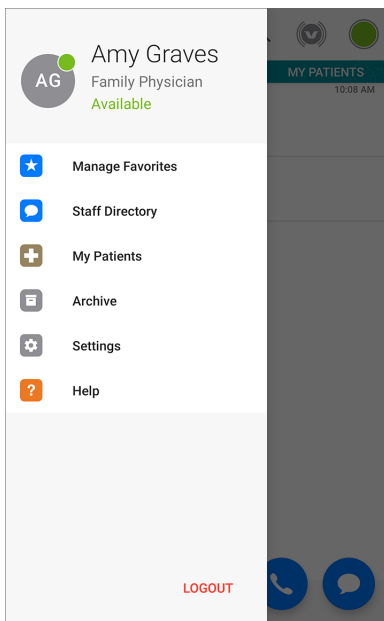 Amy Graves
AG
Family Physician
Available
MY PATIENTS
10:08 AM
Manage Favorites
Staff Directory
My Patients
Archive
Settings
? Help
LOGOUT